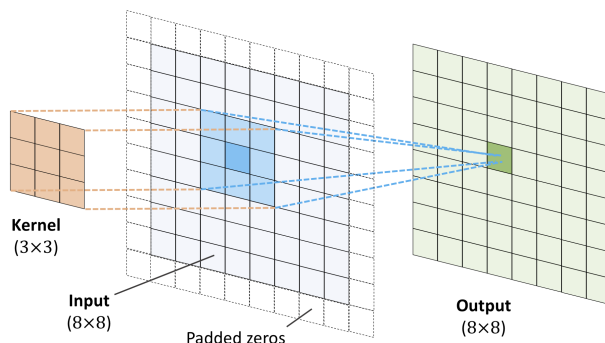 Kernel
(3×3)
Input
(8×8)
Padded zeros
Output
(8×8)